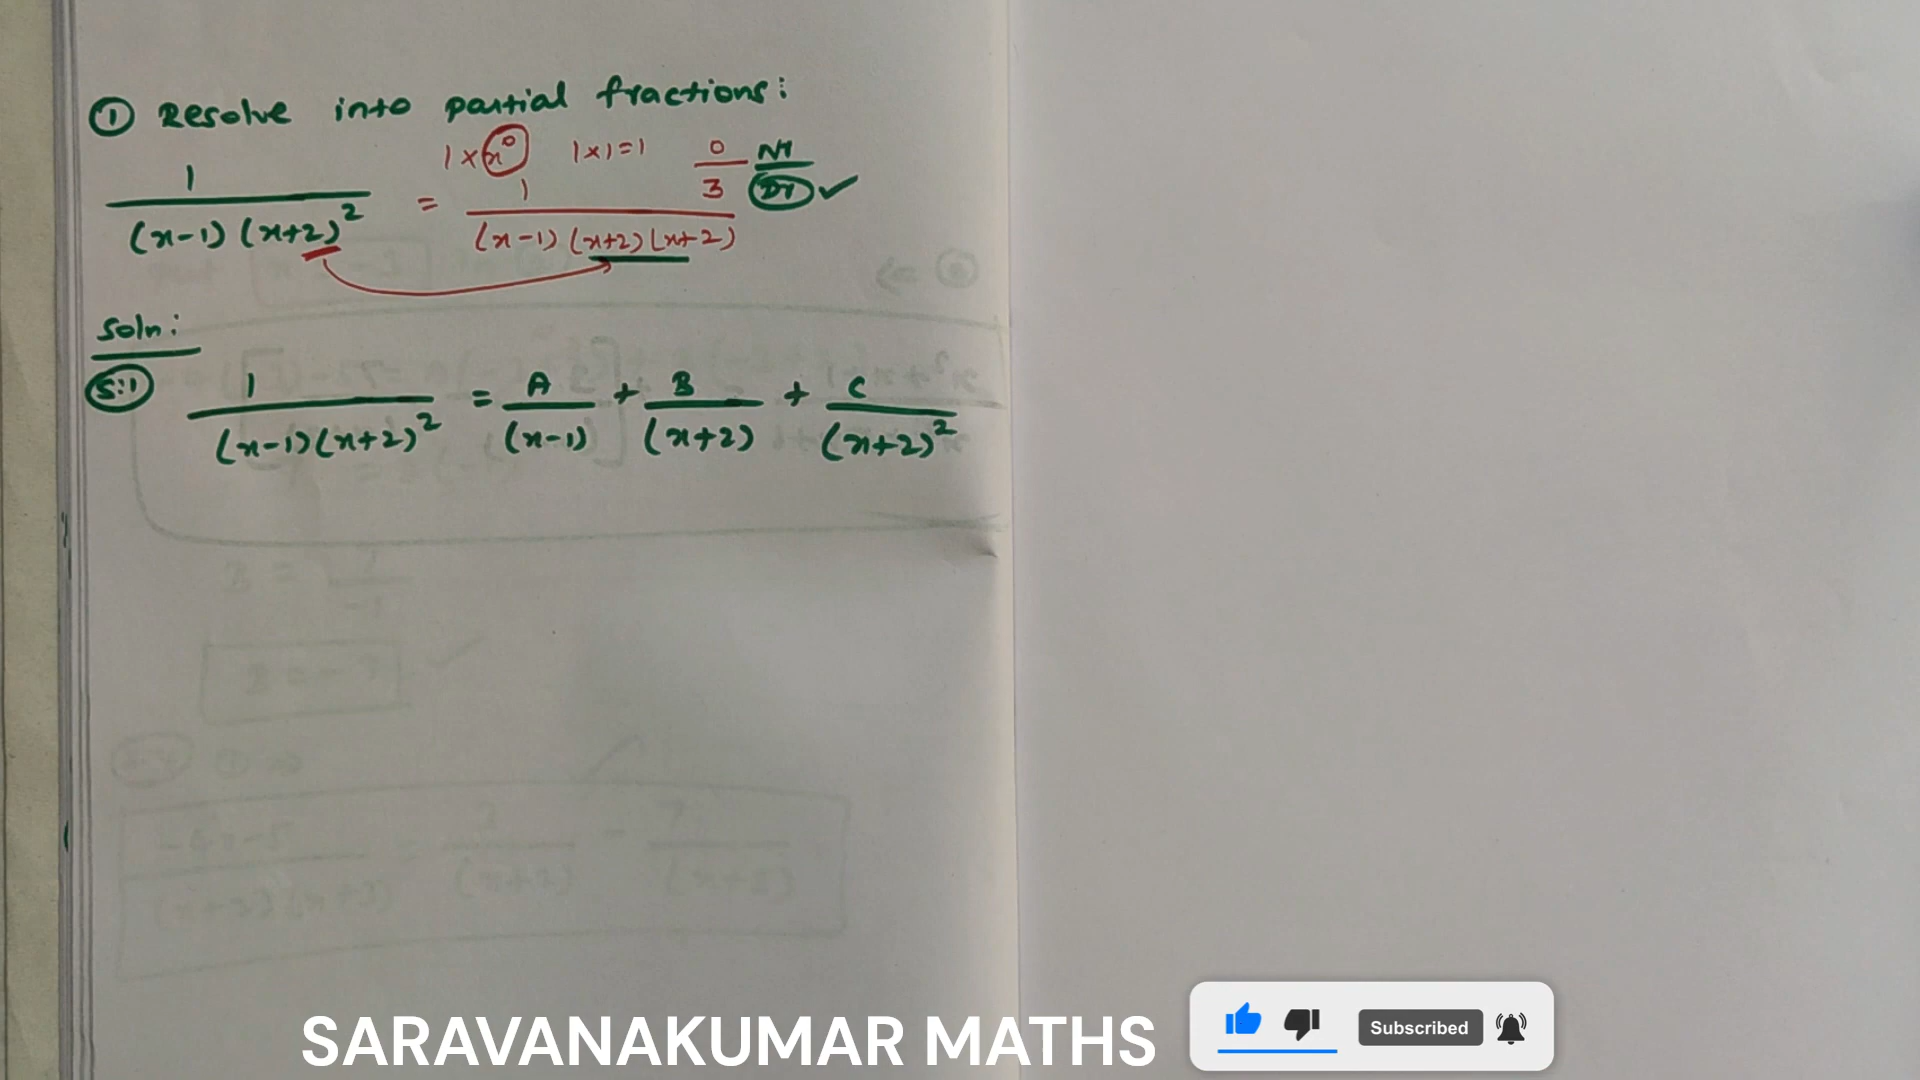 ① Resolve into partial fractions:
1 × x⁰ 1×1=1 0/3 Nr/Dr ✓
1/((x-1)(x+2)²) = 1/((x-1)(x+2)(x+2))
Soln:
S:1 1/((x-1)(x+2)²) = A/(x-1) + B/(x+2) + C/(x+2)²
SARAVANAKUMAR MATHS
Subscribed